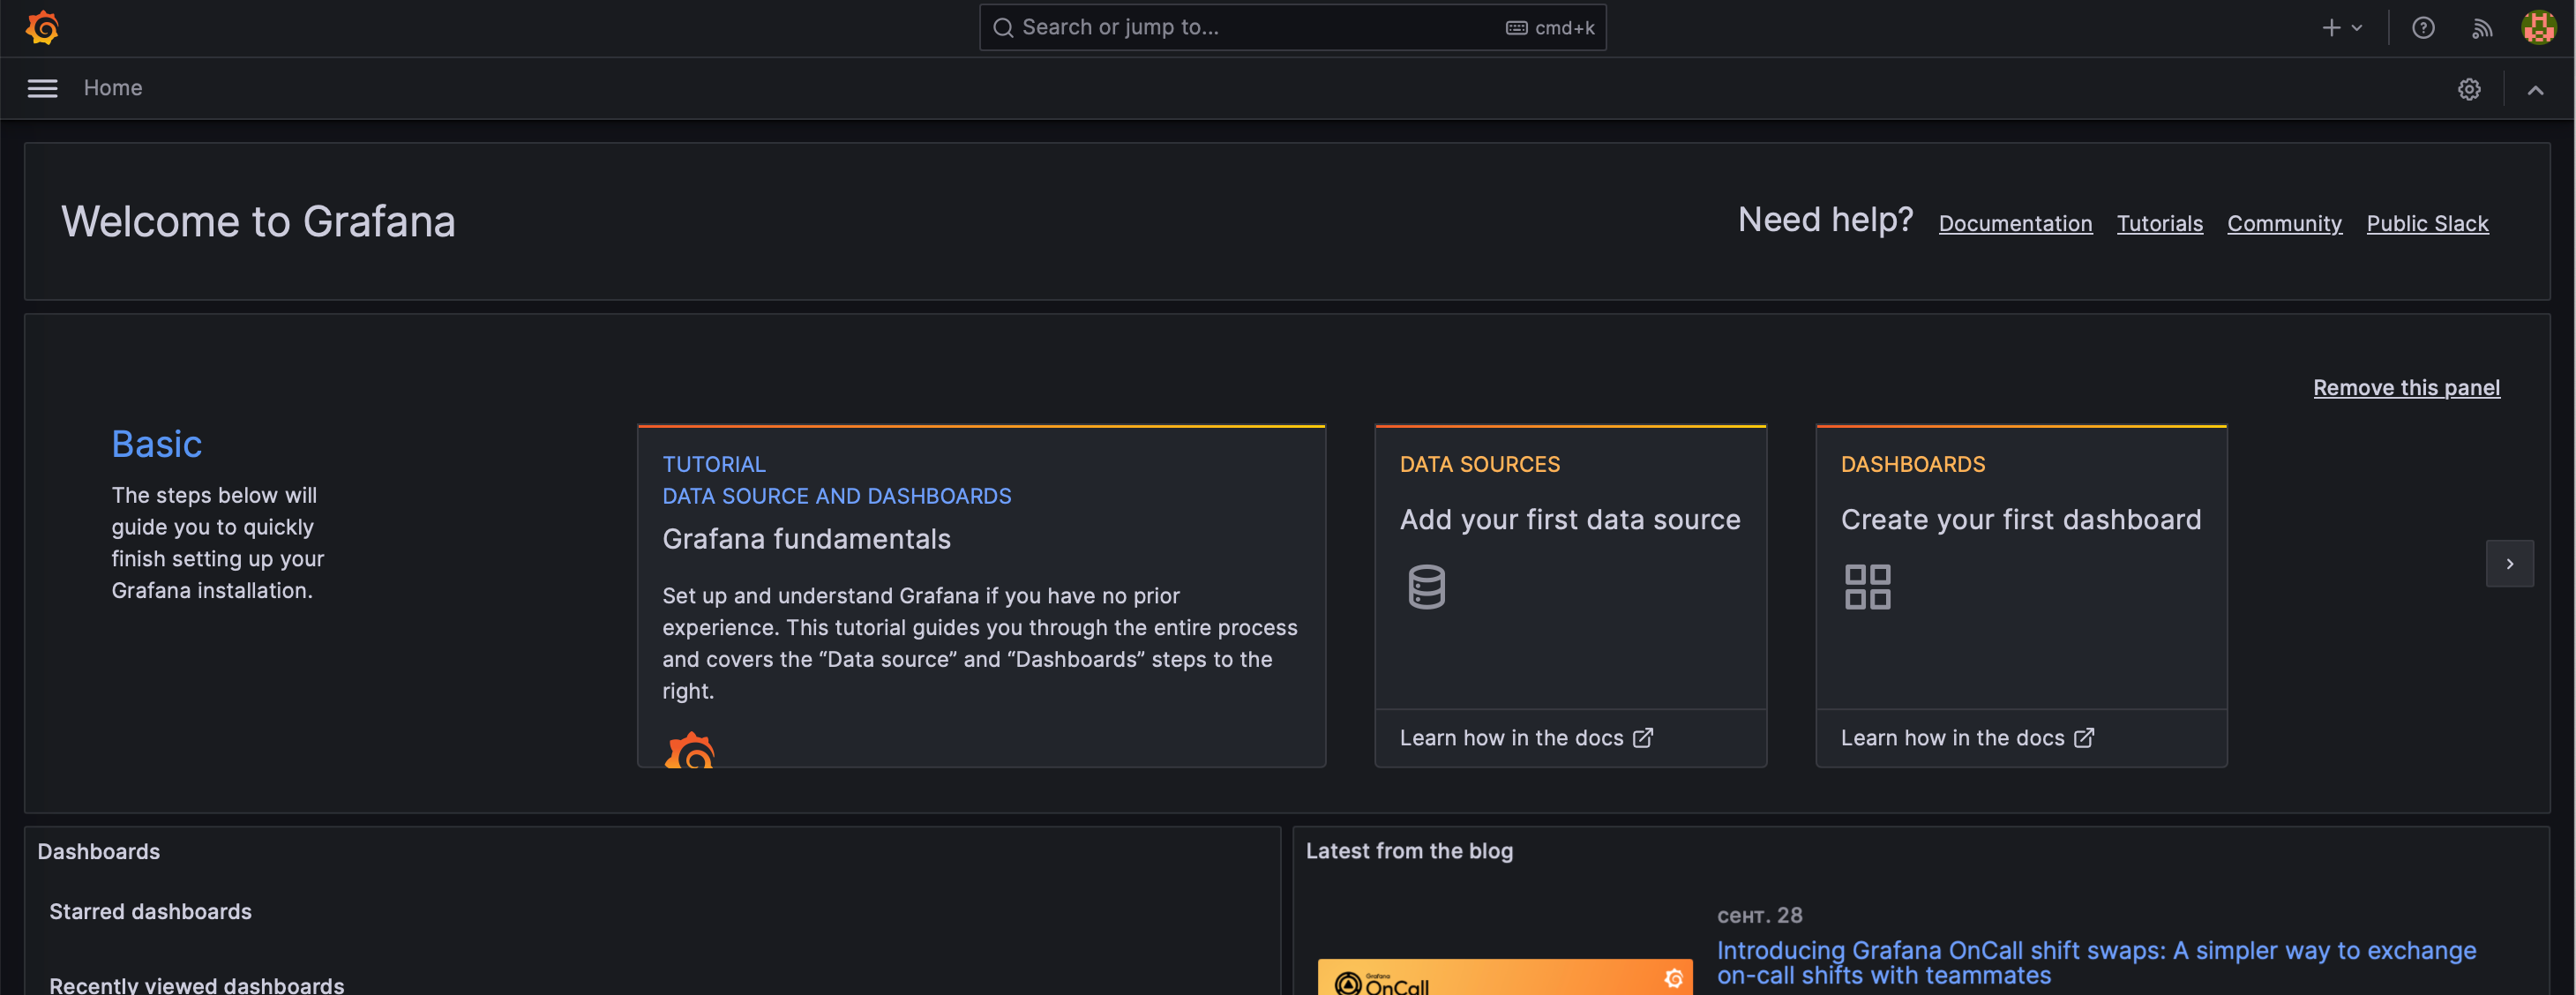 Search or jump to...
cmd+k
Home
Welcome to Grafana
Need help?
Documentation
Tutorials
Community
Public Slack
Remove this panel
Basic
The steps below will
guide you to quickly
finish setting up your
Grafana installation.
TUTORIAL
DATA SOURCE AND DASHBOARDS
Grafana fundamentals
Set up and understand Grafana if you have no prior
experience. This tutorial guides you through the entire process
and covers the “Data source” and “Dashboards” steps to the
right.
DATA SOURCES
Add your first data source
Learn how in the docs
DASHBOARDS
Create your first dashboard
Learn how in the docs
Dashboards
Starred dashboards
Recently viewed dashboards
Latest from the blog
Grafana
OnCall
сент. 28
Introducing Grafana OnCall shift swaps: A simpler way to exchange
on-call shifts with teammates